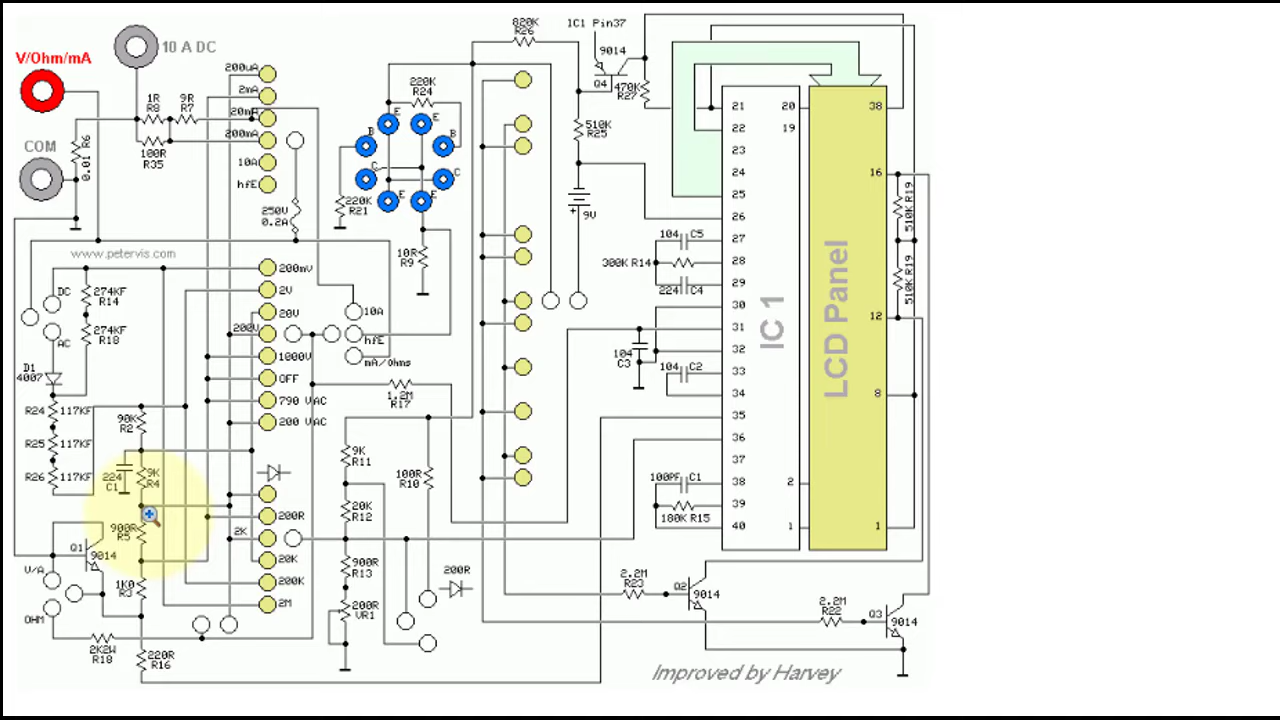 V/Ohm/mA
10 A DC
COM
0.01 R6
1R
R8
9R
R7
100R
R35
200uA
2mA
20mA
200mA
10A
hfE
250V
0.2A
www.petervis.com
DC
AC
274KF
R14
274KF
R18
D1
4007
R24 117KF
R25 117KF
R26 117KF
90K
R2
224
C1
9K
R4
900R
R5
1K0
R3
Q1
9014
V/A
OHM
2K2W
R18
220R
R16
200mV
2V
20V
200V
1000V
OFF
790 VAC
200 VAC
200R
2K
20K
200K
2M
220K
R24
B
E
E
B
C
C
E
E
220K
R21
10R
R9
10A
hfE
mA/Ohms
1.2M
R17
9K
R11
20K
R12
900R
R13
200R
VR1
100R
R10
200R
820K
R26
IC1 Pin37
9014
Q4
470K
R27
510K
R25
9V
104 C5
300K R14
224 C4
104
C3
104 C2
100PF C1
180K R15
21
22
23
24
25
26
27
28
29
30
31
32
33
34
35
36
37
38
39
40
20
19
2
1
IC 1
LCD Panel
38
16
12
8
1
510K R19
510K R19
2.2M
R23
Q2
9014
2.2M
R22
Q3
9014
Improved by Harvey